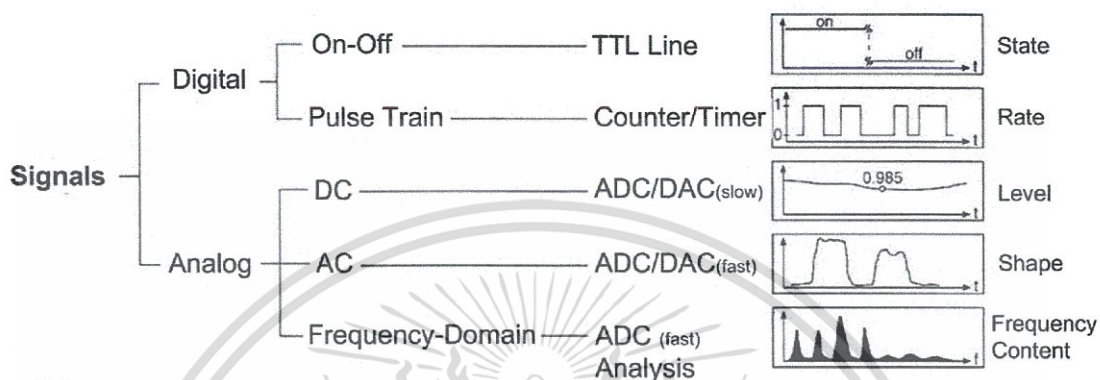 On-Off TTL Line on off t State
Digital
Pulse Train Counter/Timer 1 0 t Rate
Signals
DC ADC/DAC(slow) 0.985 t Level
Analog AC ADC/DAC(fast) t Shape
Frequency-Domain ADC (fast) Analysis f Frequency Content